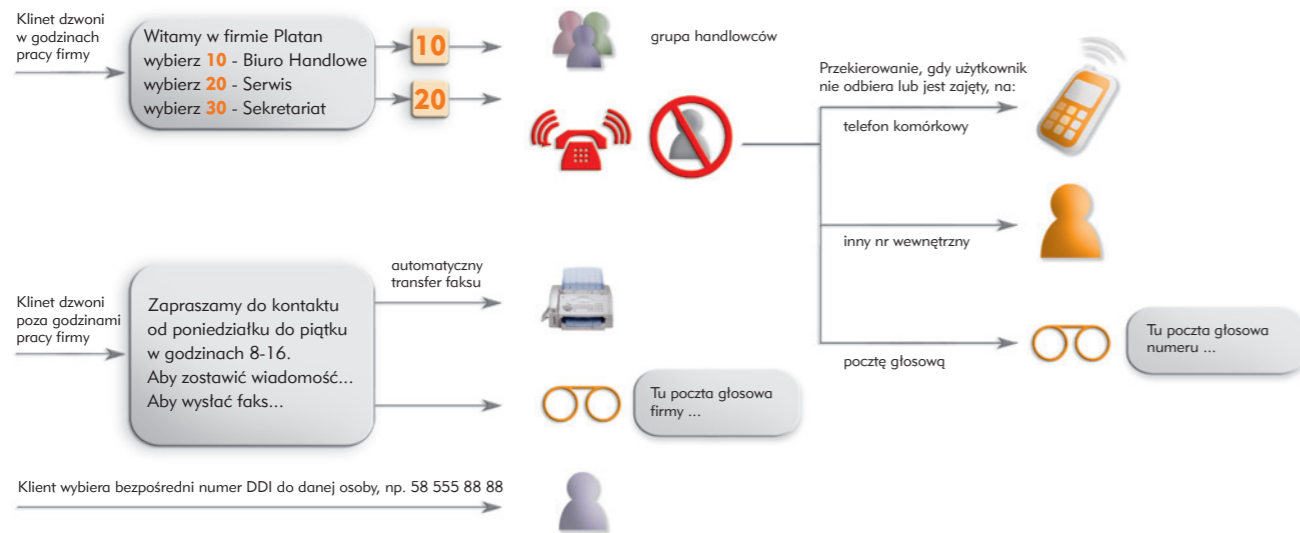 Klinet dzwoni
w godzinach
pracy firmy
Witamy w firmie Platan
wybierz 10 - Biuro Handlowe
wybierz 20 - Serwis
wybierz 30 - Sekretariat
10
20
grupa handlowców
Przekierowanie, gdy użytkownik
nie odbiera lub jest zajęty, na:
telefon komórkowy
inny nr wewnętrzny
pocztę głosową
Tu poczta głosowa
numeru ...
Klinet dzwoni
poza godzinami
pracy firmy
Zapraszamy do kontaktu
od poniedziałku do piątku
w godzinach 8-16.
Aby zostawić wiadomość...
Aby wysłać faks...
automatyczny
transfer faksu
Tu poczta głosowa
firmy ...
Klient wybiera bezpośredni numer DDI do danej osoby, np. 58 555 88 88